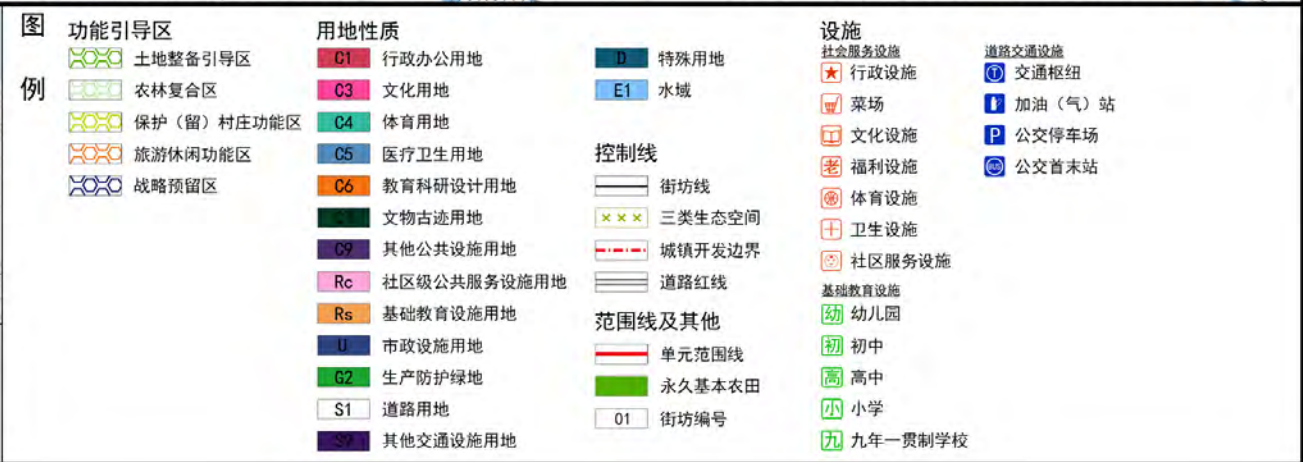 图例
功能引导区
土地整备引导区
农林复合区
保护（留）村庄功能区
旅游休闲功能区
战略预留区
用地性质
C1 行政办公用地
C3 文化用地
C4 体育用地
C5 医疗卫生用地
C6 教育科研设计用地
文物古迹用地
C9 其他公共设施用地
Rc 社区级公共服务设施用地
Rs 基础教育设施用地
U 市政设施用地
G2 生产防护绿地
S1 道路用地
S9 其他交通设施用地
D 特殊用地
E1 水域
控制线
街坊线
三类生态空间
城镇开发边界
道路红线
范围线及其他
单元范围线
永久基本农田
01 街坊编号
设施
社会服务设施
行政设施
菜场
文化设施
老 福利设施
体育设施
卫生设施
社区服务设施
基础教育设施
幼 幼儿园
初 初中
高 高中
小 小学
九 九年一贯制学校
道路交通设施
交通枢纽
加油（气）站
P 公交停车场
BUS 公交首末站